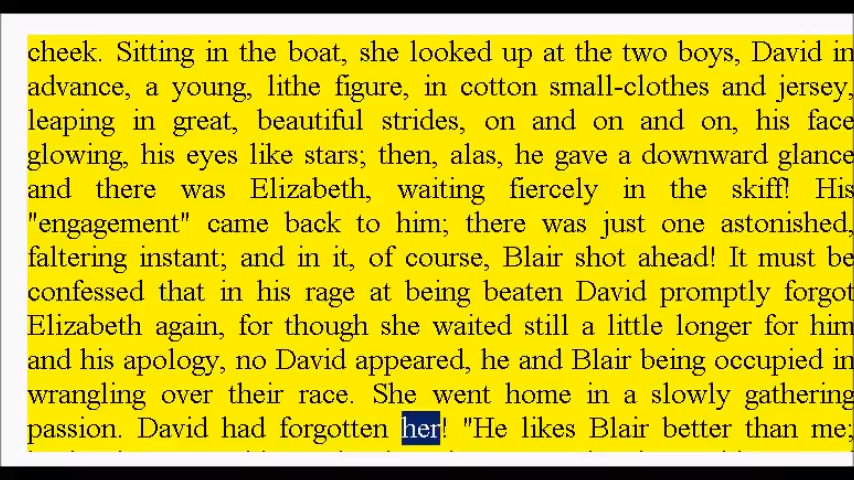 cheek. Sitting in the boat, she looked up at the two boys, David in
advance, a young, lithe figure, in cotton small-clothes and jersey,
leaping in great, beautiful strides, on and on and on, his face
glowing, his eyes like stars; then, alas, he gave a downward glance
and there was Elizabeth, waiting fiercely in the skiff! His
"engagement" came back to him; there was just one astonished,
faltering instant; and in it, of course, Blair shot ahead! It must be
confessed that in his rage at being beaten David promptly forgot
Elizabeth again, for though she waited still a little longer for him
and his apology, no David appeared, he and Blair being occupied in
wrangling over their race. She went home in a slowly gathering
passion. David had forgotten her! "He likes Blair better than me;